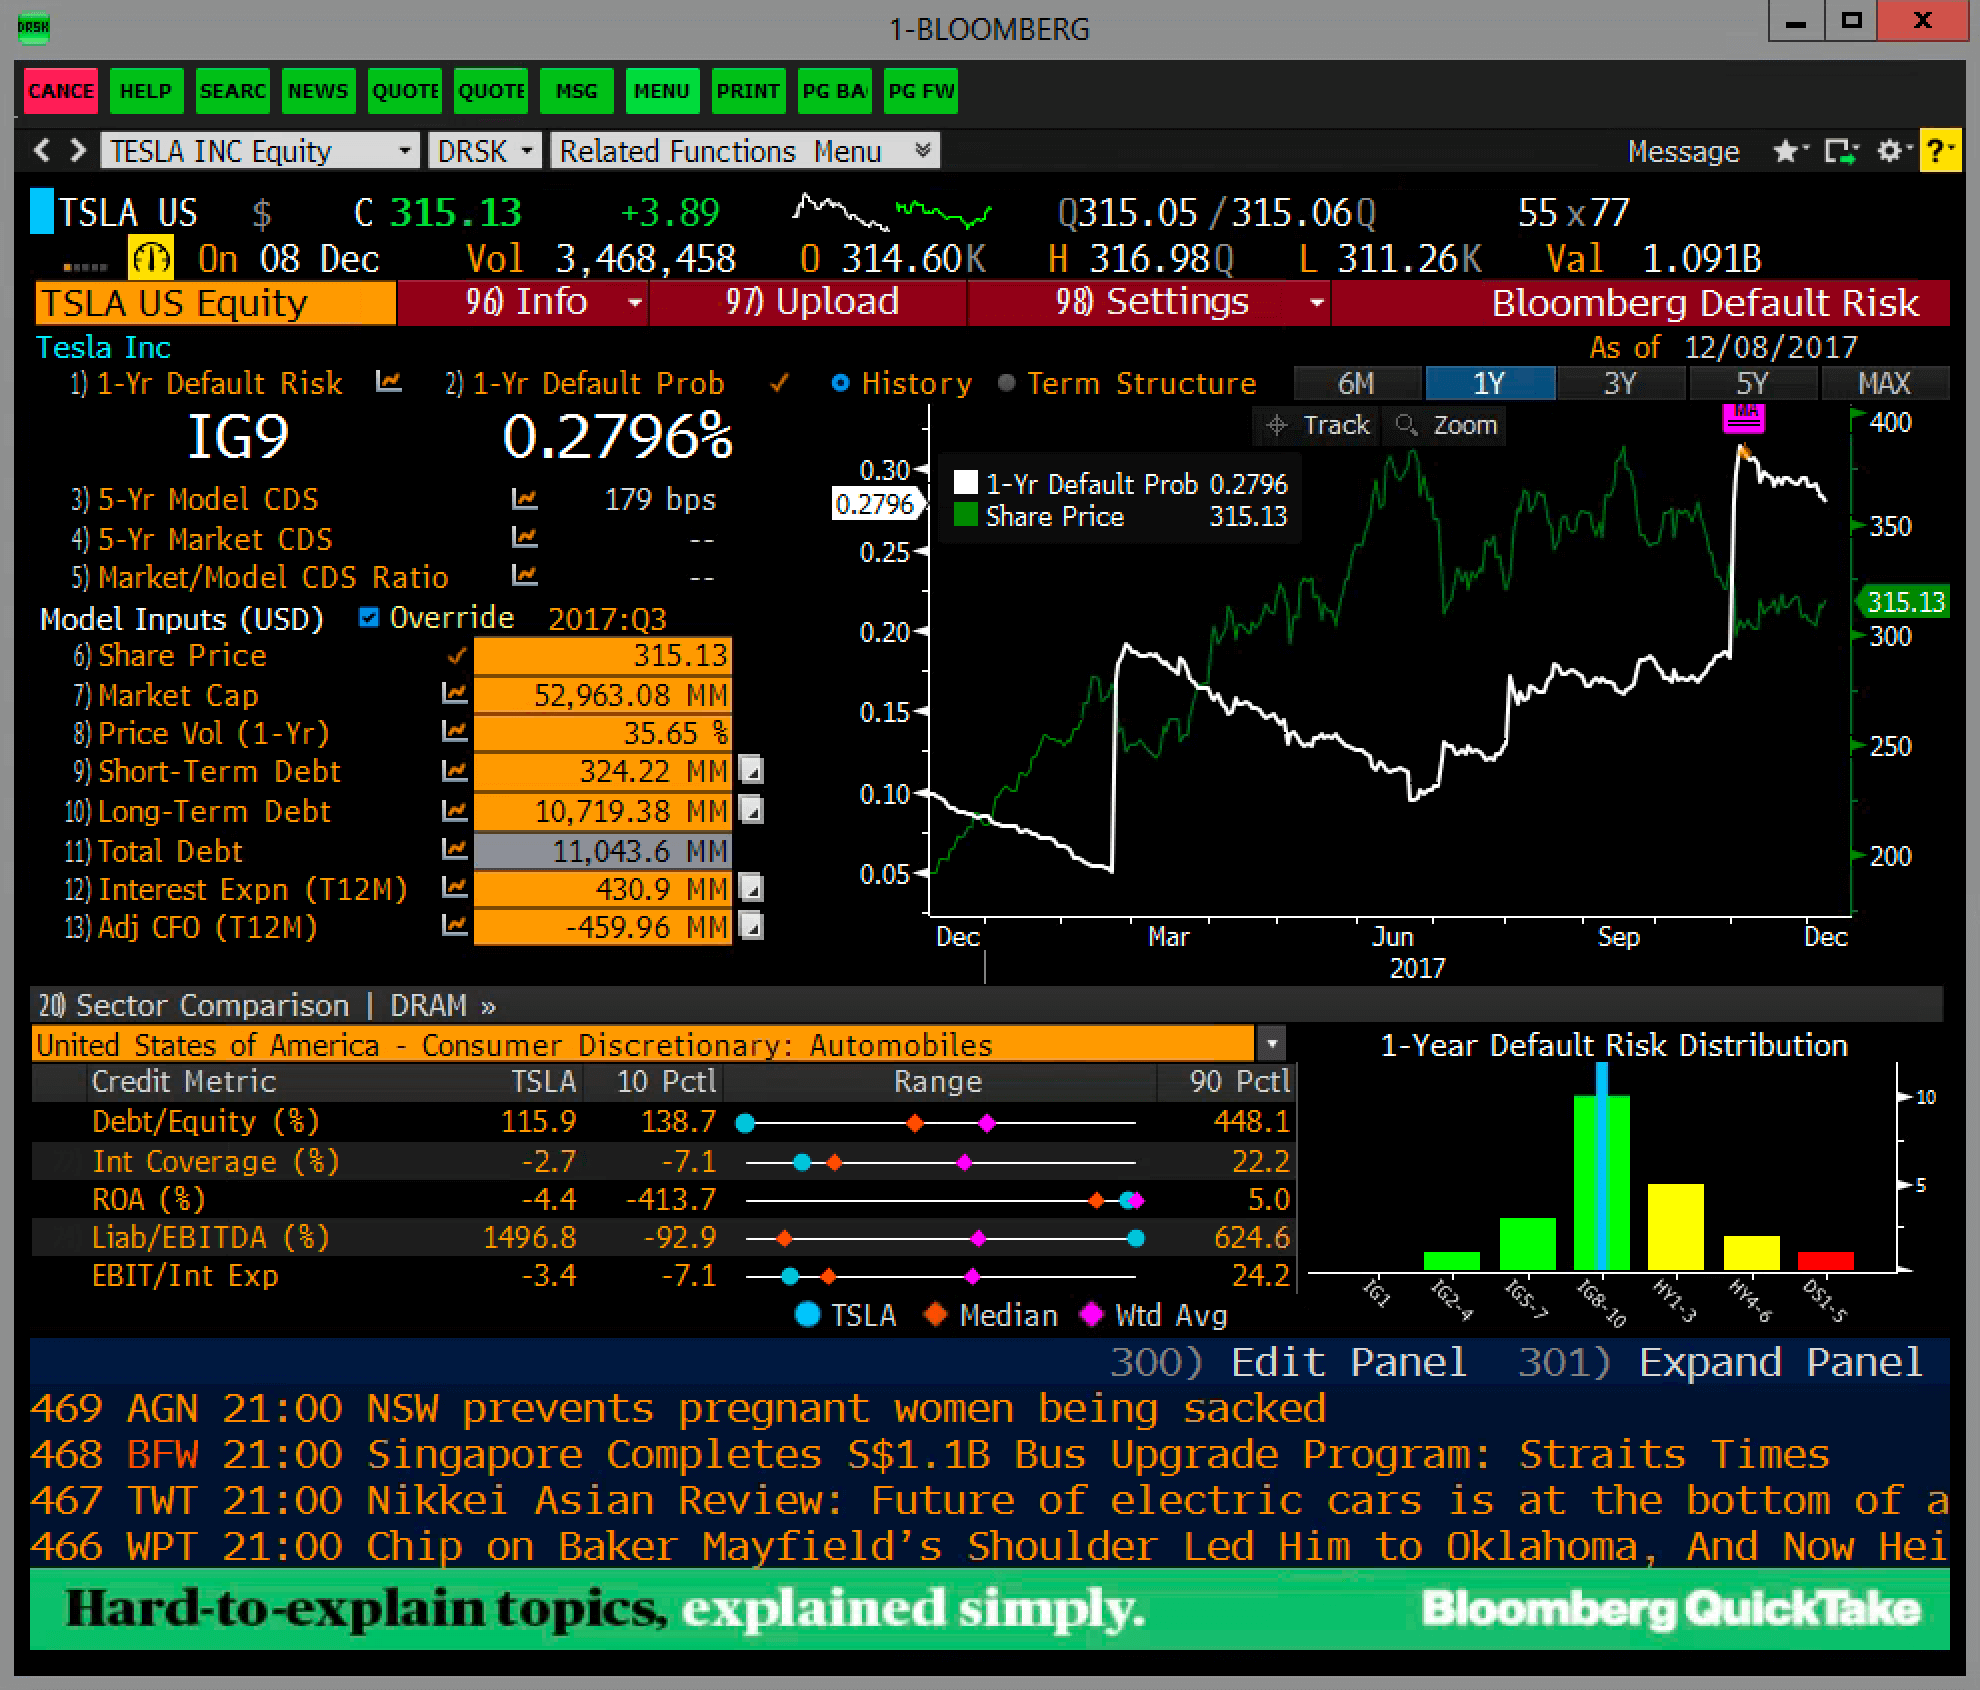 DRSK
1-BLOOMBERG
X
CANCE HELP SEARC NEWS QUOTE QUOTE MSG MENU PRINT PG BA PG FW
TESLA INC Equity DRSK Related Functions Menu Message ?
TSLA US $ C 315.13 +3.89 Q315.05 /315.06Q 55 x77
On 08 Dec Vol 3,468,458 O 314.60K H 316.98Q L 311.26K Val 1.091B
TSLA US Equity 96) Info 97) Upload 98) Settings Bloomberg Default Risk
Tesla Inc As of 12/08/2017
1) 1-Yr Default Risk 2) 1-Yr Default Prob History Term Structure 6M 1Y 3Y 5Y MAX
IG9 0.2796%
3) 5-Yr Model CDS 179 bps
4) 5-Yr Market CDS --
5) Market/Model CDS Ratio --
Model Inputs (USD) Override 2017:Q3
6) Share Price 315.13
7) Market Cap 52,963.08 MM
8) Price Vol (1-Yr) 35.65 %
9) Short-Term Debt 324.22 MM
10) Long-Term Debt 10,719.38 MM
11) Total Debt 11,043.6 MM
12) Interest Expn (T12M) 430.9 MM
13) Adj CFO (T12M) -459.96 MM
Track Zoom
MA
1-Yr Default Prob 0.2796
Share Price 315.13
0.30
0.2796
0.25
0.20
0.15
0.10
0.05
400
350
315.13
300
250
200
Dec Mar Jun Sep Dec
2017
20) Sector Comparison | DRAM »
United States of America - Consumer Discretionary: Automobiles
Credit Metric TSLA 10 Pctl Range 90 Pctl
Debt/Equity (%) 115.9 138.7 448.1
Int Coverage (%) -2.7 -7.1 22.2
ROA (%) -4.4 -413.7 5.0
Liab/EBITDA (%) 1496.8 -92.9 624.6
EBIT/Int Exp -3.4 -7.1 24.2
TSLA Median Wtd Avg
1-Year Default Risk Distribution
10
5
IG1 IG2-4 IG5-7 IG8-10 HY1-3 HY4-6 DS1-5
300) Edit Panel 301) Expand Panel
469 AGN 21:00 NSW prevents pregnant women being sacked
468 BFW 21:00 Singapore Completes S$1.1B Bus Upgrade Program: Straits Times
467 TWT 21:00 Nikkei Asian Review: Future of electric cars is at the bottom of a
466 WPT 21:00 Chip on Baker Mayfield’s Shoulder Led Him to Oklahoma, And Now Hei
Hard-to-explain topics, explained simply. Bloomberg QuickTake